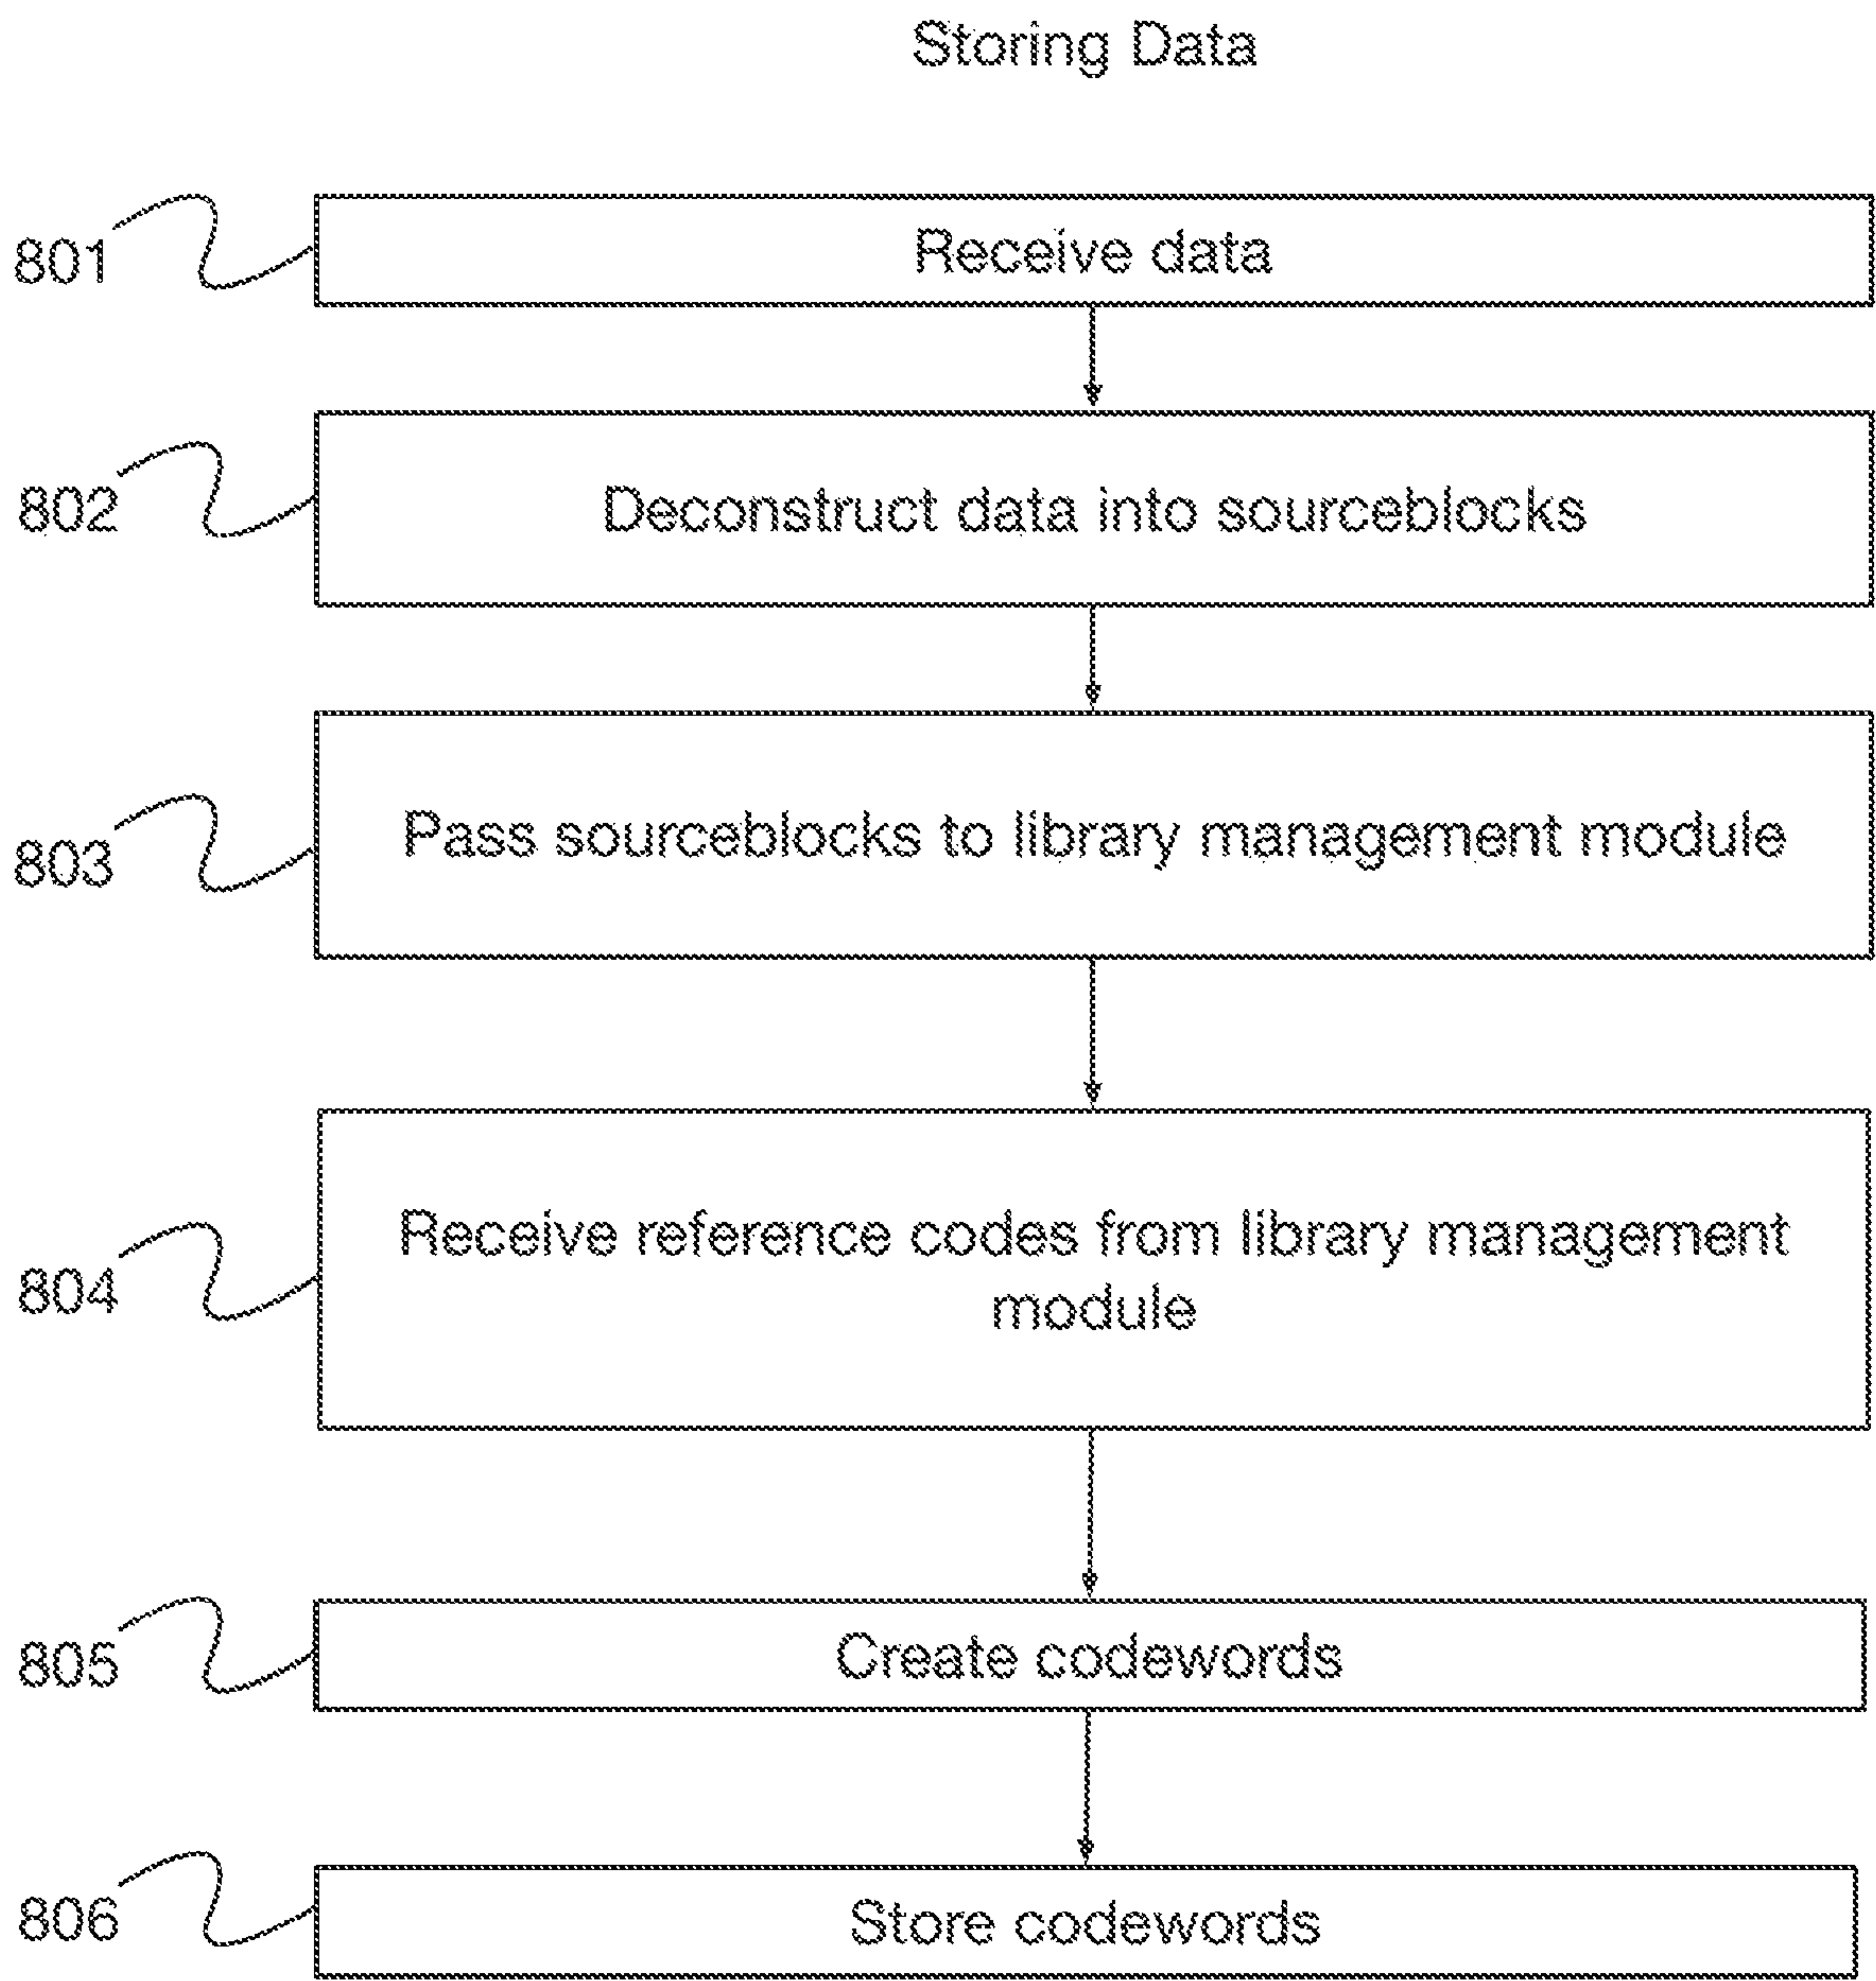 Storing Data
801
Receive data
802
Deconstruct data into sourceblocks
803
Pass sourceblocks to library management module
804
Receive reference codes from library management
module
805
Create codewords
806
Store codewords